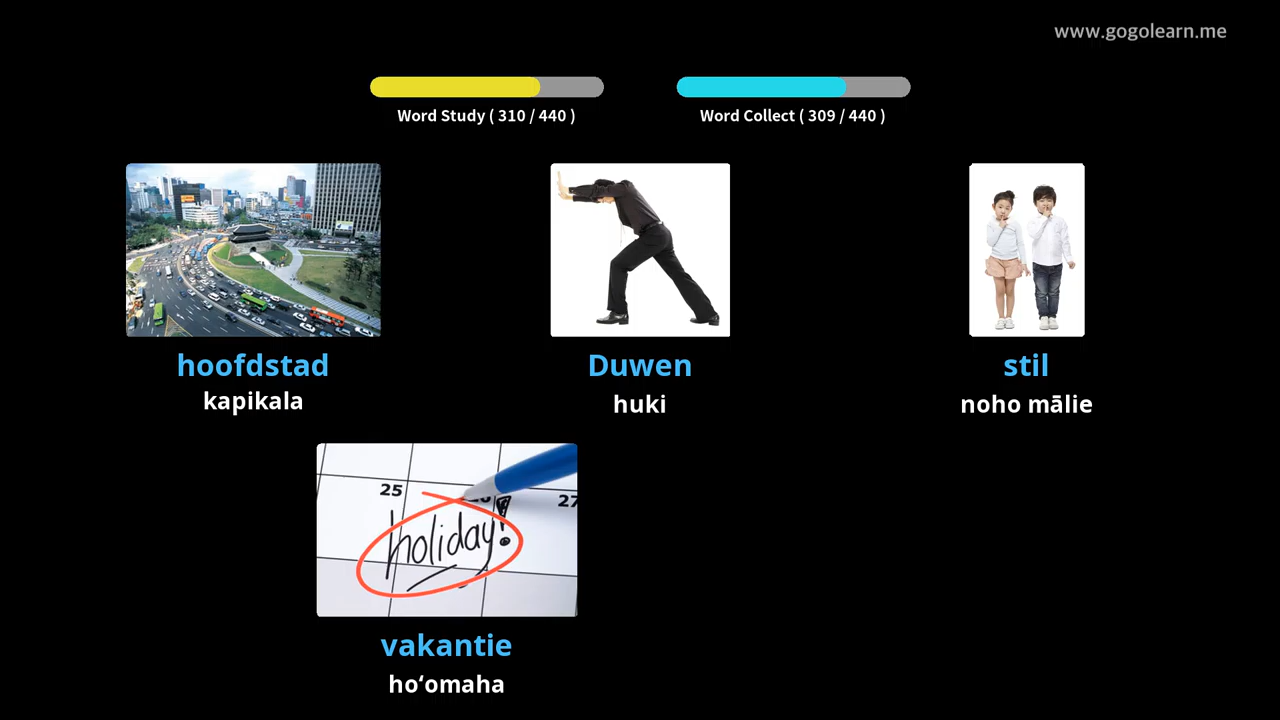 www.gogolearn.me
Word Study ( 310 / 440 )
Word Collect ( 309 / 440 )
hoofdstad
kapikala
Duwen
huki
stil
noho mālie
25
27
holiday!
vakantie
hoʻomaha